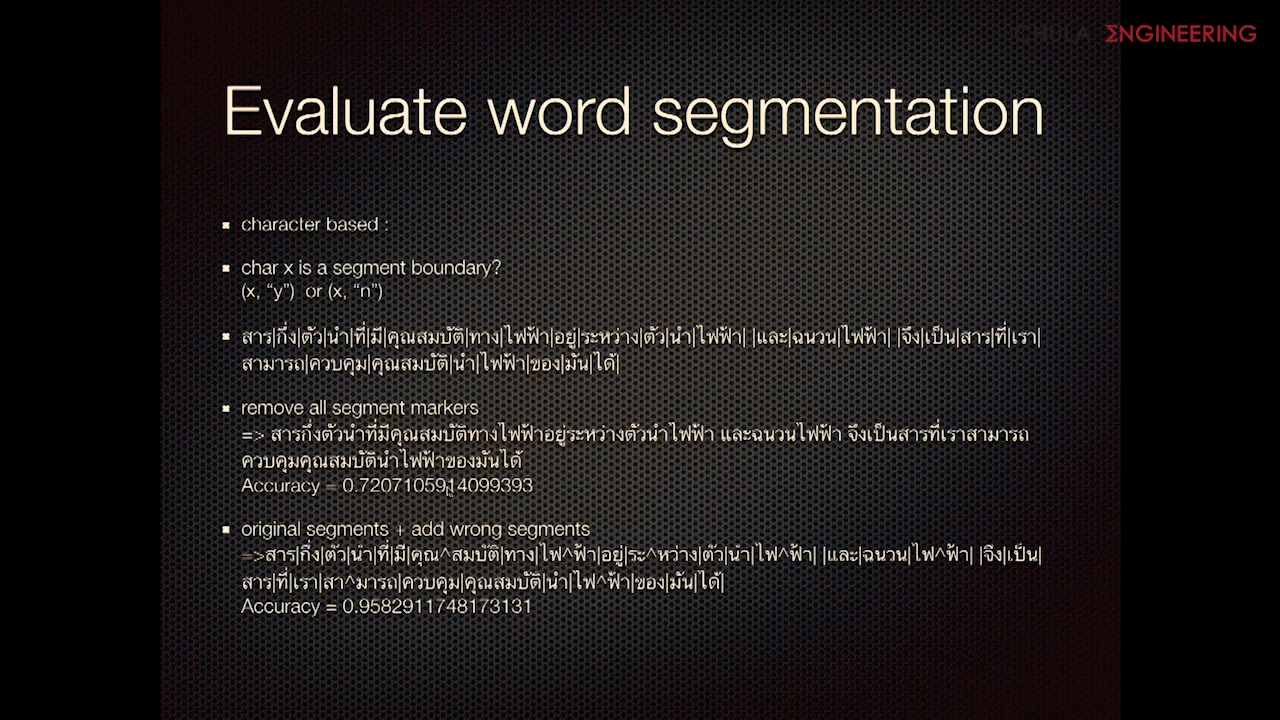 CHULA ΣNGINEERING
Evaluate word segmentation
character based :
char x is a segment boundary?
(x, “y”) or (x, “n”)
สาร|กึ่ง|ตัว|นำ|ที่|มี|คุณสมบัติ|ทาง|ไฟฟ้า|อยู่|ระหว่าง|ตัว|นำ|ไฟฟ้า| |และ|ฉนวน|ไฟฟ้า| |จึง|เป็น|สาร|ที่|เรา|
สามารถ|ควบคุม|คุณสมบัติ|นำ|ไฟฟ้า|ของ|มัน|ได้|
remove all segment markers
=> สารกึ่งตัวนำที่มีคุณสมบัติทางไฟฟ้าอยู่ระหว่างตัวนำไฟฟ้า และฉนวนไฟฟ้า จึงเป็นสารที่เราสามารถ
ควบคุมคุณสมบัตินำไฟฟ้าของมันได้
Accuracy = 0.7207105914099393
original segments + add wrong segments
=>สาร|กึ่ง|ตัว|นำ|ที่|มี|คุณ^สมบัติ|ทาง|ไฟ^ฟ้า|อยู่|ระ^หว่าง|ตัว|นำ|ไฟ^ฟ้า| |และ|ฉนวน|ไฟ^ฟ้า| |จึง|เป็น|
สาร|ที่|เรา|สา^มารถ|ควบคุม|คุณสมบัติ|นำ|ไฟ^ฟ้า|ของ|มัน|ได้|
Accuracy = 0.9582911748173131